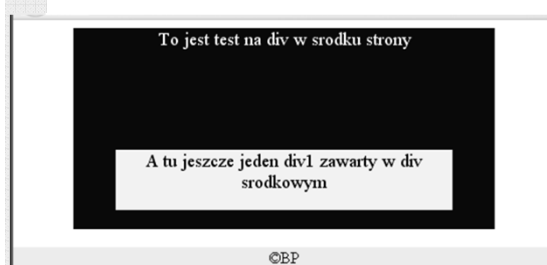 To jest test na div w srodku strony
A tu jeszcze jeden div1 zawarty w div
srodkowym
©BP